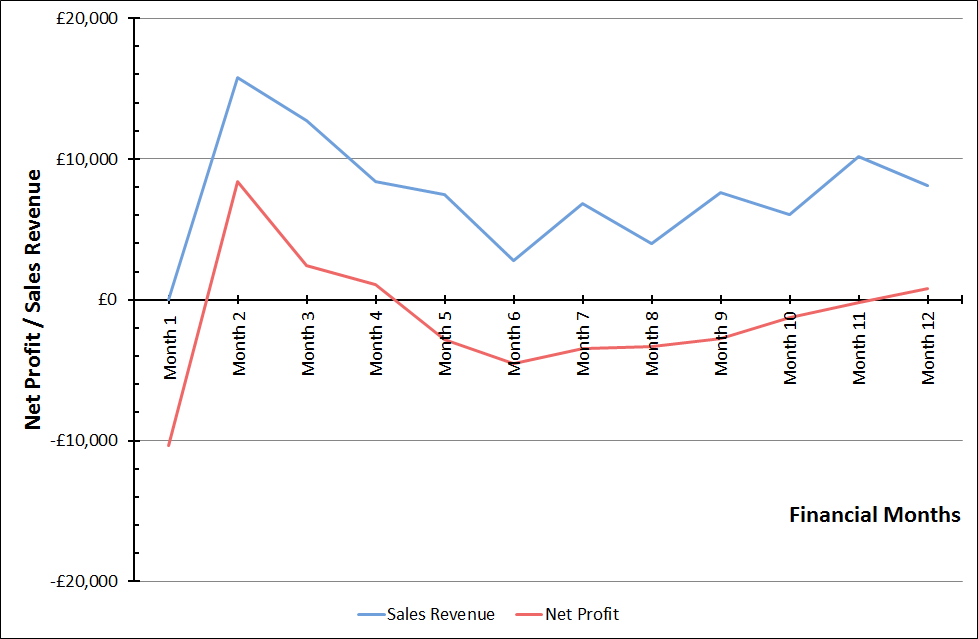 £20,000
£10,000
£0
-£10,000
-£20,000
Net Profit / Sales Revenue
Month 1
Month 2
Month 3
Month 4
Month 5
Month 6
Month 7
Month 8
Month 9
Month 10
Month 11
Month 12
Financial Months
Sales Revenue
Net Profit